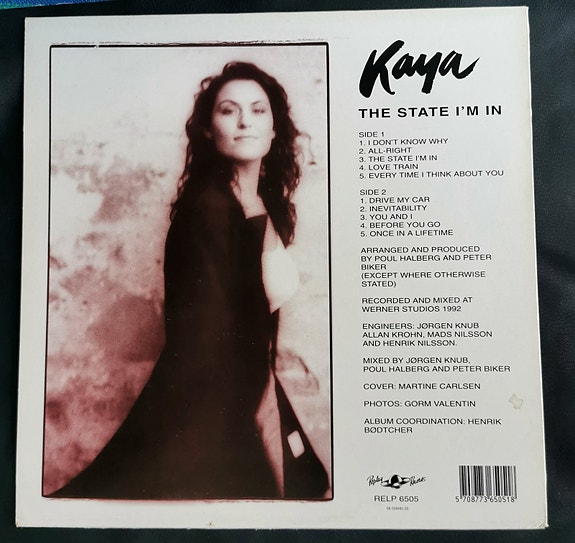 Kaya
THE STATE I'M IN
SIDE 1
1. I DON'T KNOW WHY
2. ALL-RIGHT
3. THE STATE I'M IN
4. LOVE TRAIN
5. EVERY TIME I THINK ABOUT YOU
SIDE 2
1. DRIVE MY CAR
2. INEVITABILITY
3. YOU AND I
4. BEFORE YOU GO
5. ONCE IN A LIFETIME
ARRANGED AND PRODUCED
BY POUL HALBERG AND PETER
BIKER
(EXCEPT WHERE OTHERWISE
STATED)
RECORDED AND MIXED AT
WERNER STUDIOS 1992
ENGINEERS: JØRGEN KNUB
ALLAN KROHN, MADS NILSSON
AND HENRIK NILSSON.
MIXED BY JØRGEN KNUB,
POUL HALBERG AND PETER BIKER
COVER: MARTINE CARLSEN
PHOTOS: GORM VALENTIN
ALBUM COORDINATION: HENRIK
BØDTCHER
Replay
RELP 6505
5 708773 650518